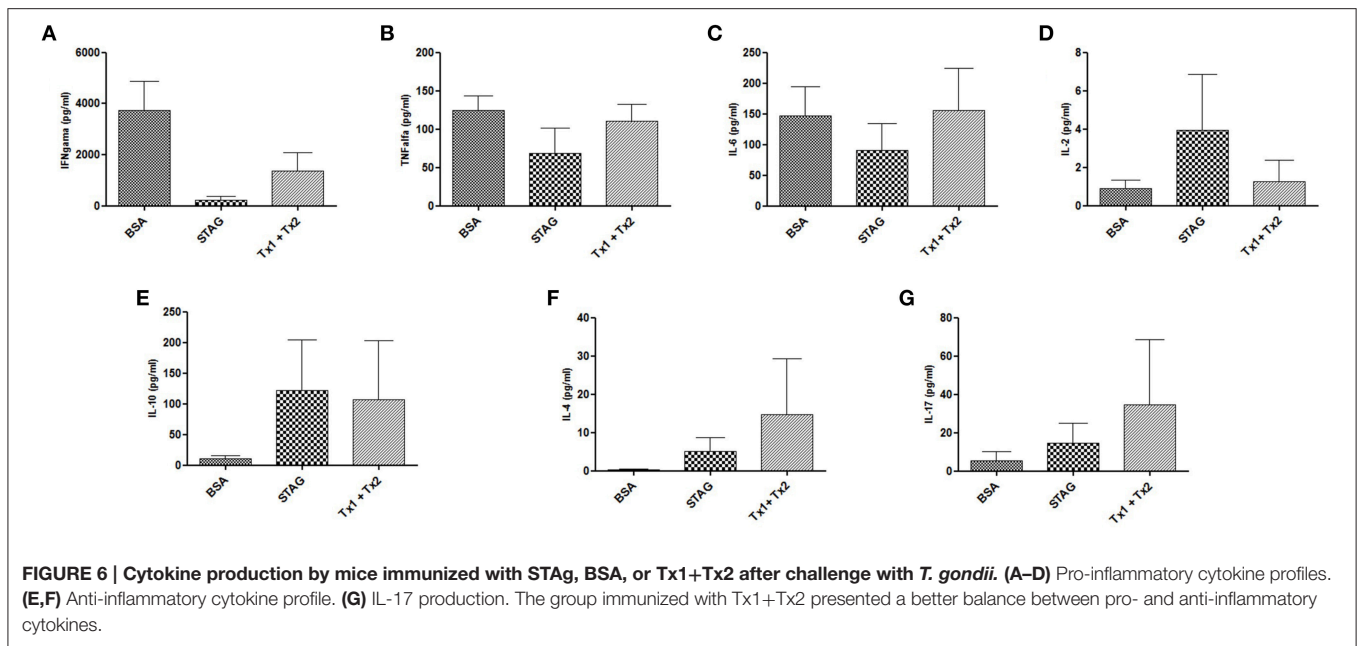 A
6000
4000
2000
0
IFNgama (pg/ml)
BSA
STAG
Tx1 + Tx2
B
200
150
100
50
0
TNFalfa (pg/ml)
BSA
STAG
Tx1 + Tx2
C
250
200
150
100
50
0
IL-6 (pg/ml)
BSA
STAG
Tx1+ Tx2
D
8
6
4
2
0
IL-2 (pg/ml)
BSA
STAG
Tx1+ Tx2
E
250
200
150
100
50
0
IL-10 (pg/ml)
BSA
STAG
Tx1 + Tx2
F
40
30
20
10
0
IL-4 (pg/ml)
BSA
STAG
Tx1+ Tx2
G
80
60
40
20
0
IL-17 (pg/ml)
BSA
STAG
Tx1+ Tx2
FIGURE 6 | Cytokine production by mice immunized with STAg, BSA, or Tx1+Tx2 after challenge with T. gondii. (A–D) Pro-inflammatory cytokine profiles.
(E,F) Anti-inflammatory cytokine profile. (G) IL-17 production. The group immunized with Tx1+Tx2 presented a better balance between pro- and anti-inflammatory
cytokines.